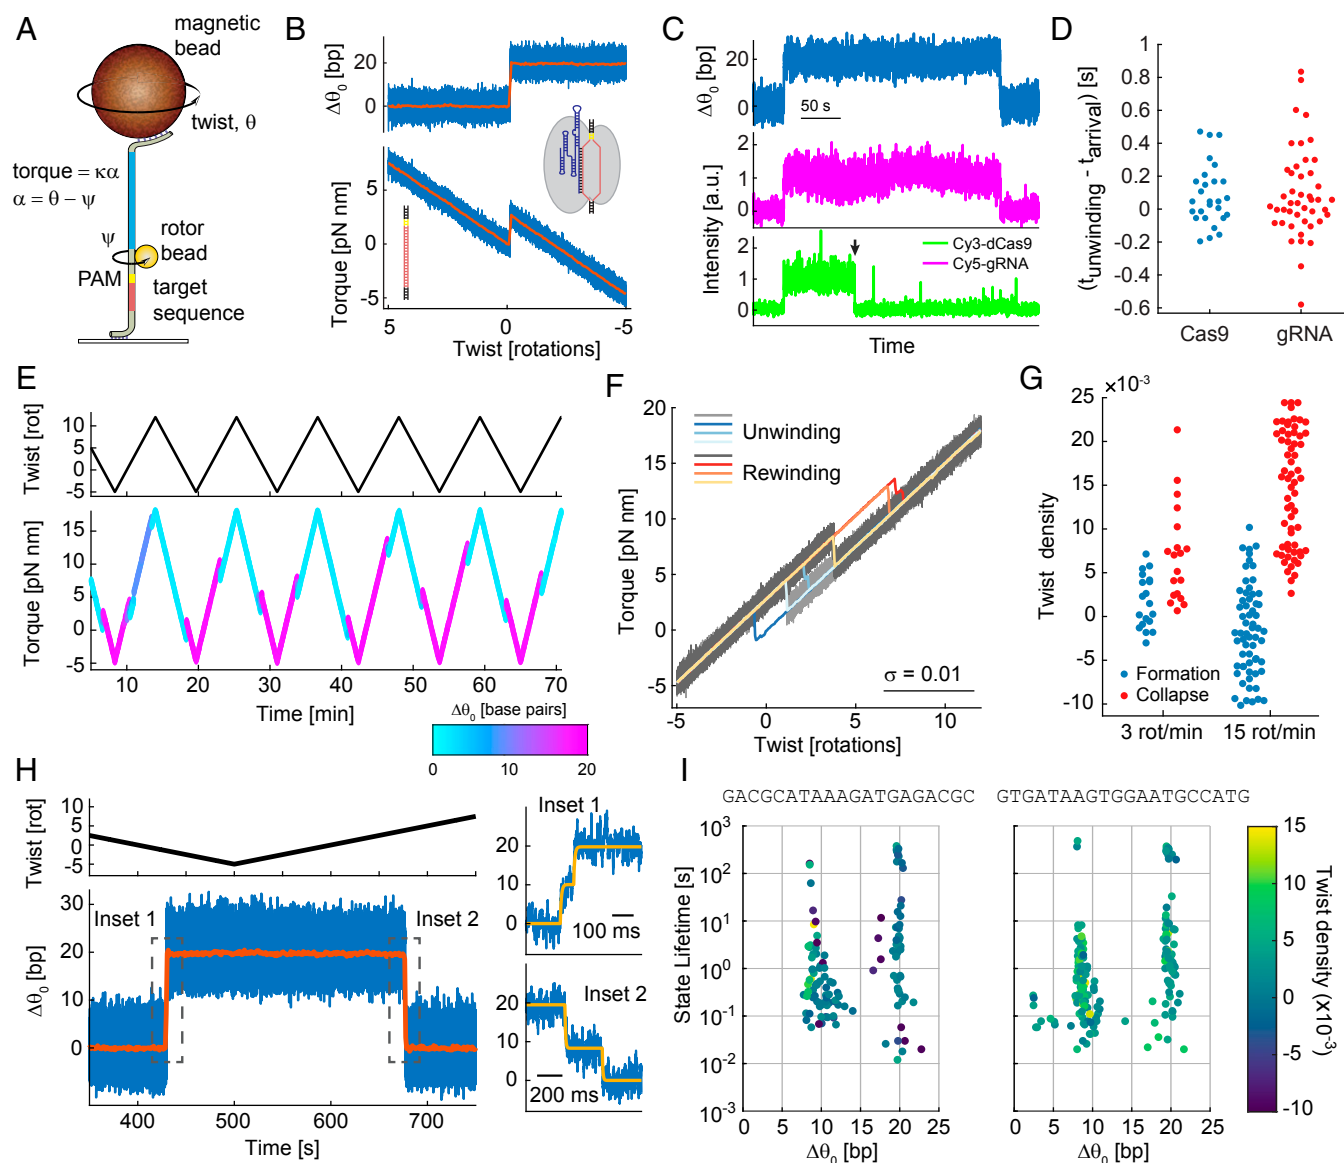 A
magnetic
bead
twist, θ
torque = κα
α = θ − ψ
ψ
rotor
bead
PAM
target
sequence
B
Δθ0 [bp]
20
0
Torque [pN nm]
5
0
-5
5
0
-5
Twist [rotations]
C
Δθ0 [bp]
20
0
50 s
Intensity [a.u.]
2
1
0
2
1
0
Cy3-dCas9
Cy5-gRNA
Time
D
(tunwinding - tarrival) [s]
1
0.8
0.6
0.4
0.2
0
-0.2
-0.4
-0.6
Cas9
gRNA
E
Twist [rot]
10
0
-5
Torque [pN nm]
15
10
5
0
-5
10
20
30
40
50
60
70
Time [min]
Δθ0 [base pairs]
0
10
20
F
Torque [pN nm]
20
15
10
5
0
-5
Unwinding
Rewinding
σ = 0.01
-5
0
5
10
Twist [rotations]
G
×10-3
Twist density
25
20
15
10
5
0
-5
-10
Formation
Collapse
3 rot/min
15 rot/min
H
Twist [rot]
10
5
0
-5
Δθ0 [bp]
30
20
10
0
Inset 1
Inset 2
400
500
600
700
Time [s]
Inset 1
20
10
0
100 ms
Inset 2
20
10
0
200 ms
I
GACGCATAAAGATGAGACGC
GTGATAAGTGGAATGCCATG
State Lifetime [s]
103
102
101
100
10-1
10-2
10-3
0
5
10
15
20
25
Δθ0 [bp]
0
5
10
15
20
25
Δθ0 [bp]
15
10
5
0
-5
-10
Twist density (X10-3)